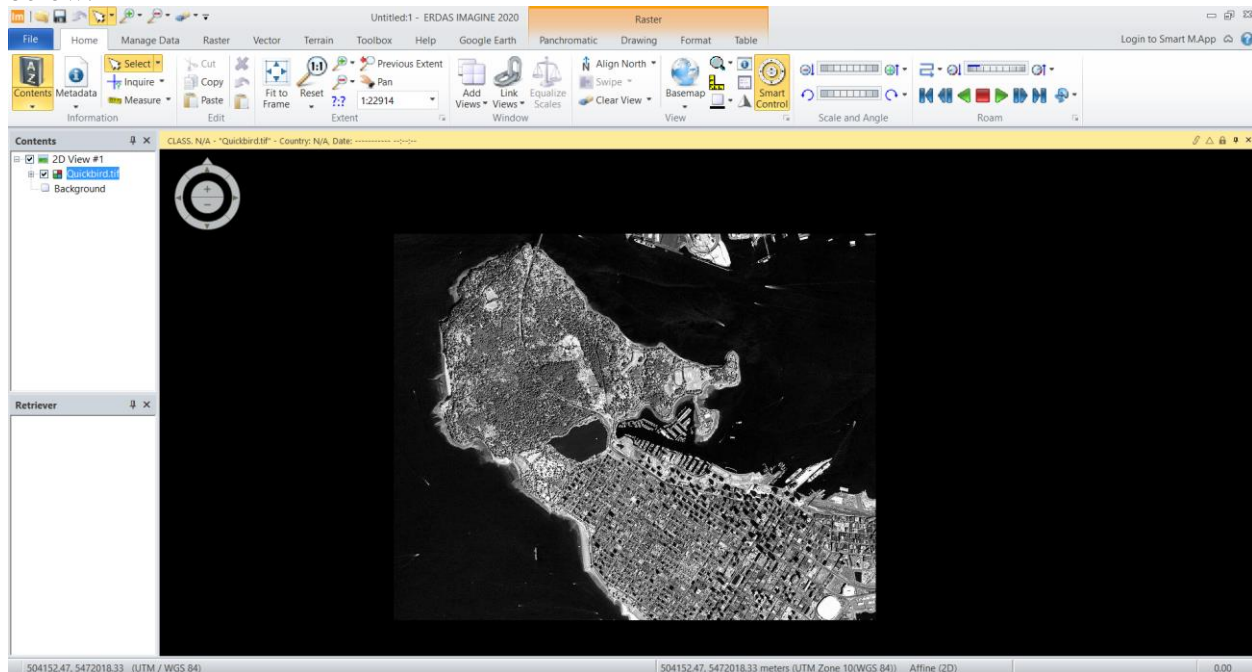 Untitled:1 - ERDAS IMAGINE 2020
Raster
File Home Manage Data Raster Vector Terrain Toolbox Help Google Earth Panchromatic Drawing Format Table
Login to Smart M.App
Contents
Metadata
Select
Inquire
Measure
Information
Cut
Copy
Paste
Edit
Fit to
Frame
1:1
Reset
?:?
Previous Extent
Pan
1:22914
Extent
Add
Views
Link
Views
Equalize
Scales
Window
Align North
Swipe
Clear View
Basemap
Smart
Control
View
Scale and Angle
Roam
Contents
2D View #1
Quickbird.tif
Background
Retriever
CLASS. N/A - "Quickbird.tif" - Country: N/A, Date: ----------- --:--:--
504152.47, 5472018.33 (UTM / WGS 84)
504152.47, 5472018.33 meters (UTM Zone 10(WGS 84)) Affine (2D)
0.00